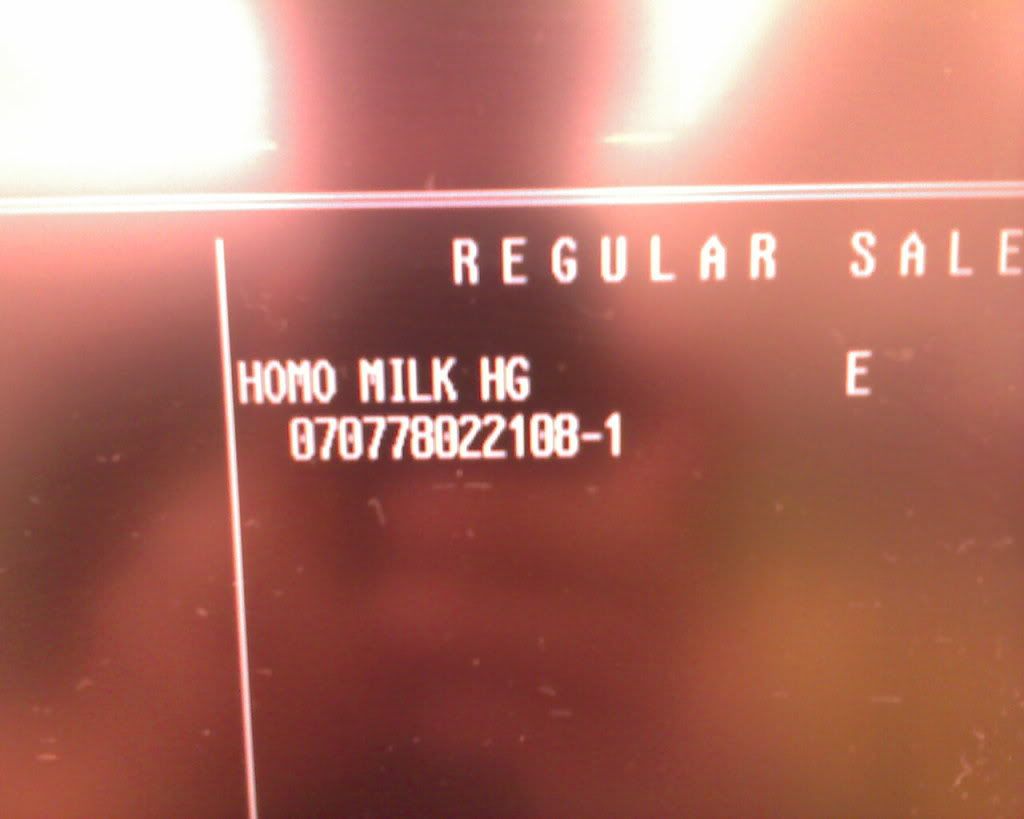 REGULAR SALE
HOMO MILK HG E
070778022108-1